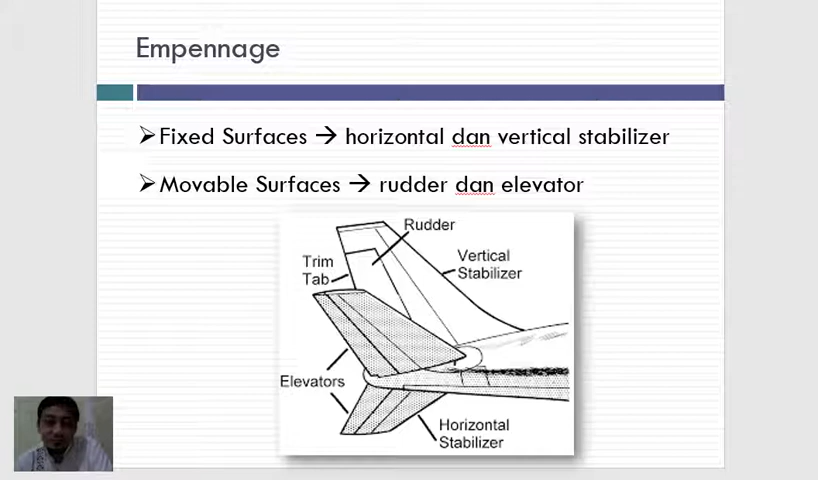 Empennage
Fixed Surfaces → horizontal dan vertical stabilizer
Movable Surfaces → rudder dan elevator
Rudder
Trim
Tab
Vertical
Stabilizer
Elevators
Horizontal
Stabilizer